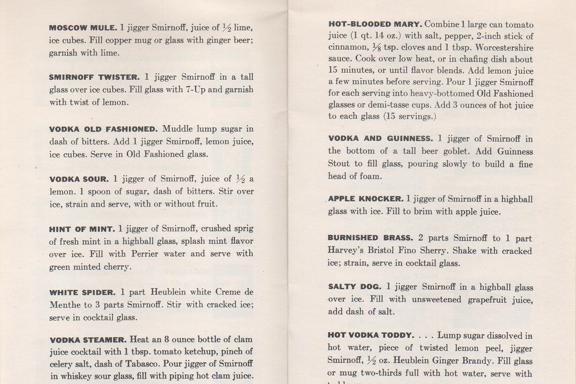 MOSCOW MULE. 1 jigger Smirnoff, juice of ½ lime,
ice cubes. Fill copper mug or glass with ginger beer;
garnish with lime.
SMIRNOFF TWISTER. 1 jigger Smirnoff in a tall
glass over ice cubes. Fill glass with 7-Up and garnish
with twist of lemon.
VODKA OLD FASHIONED. Muddle lump sugar in
dash of bitters. Add 1 jigger Smirnoff, lemon juice,
ice cubes. Serve in Old Fashioned glass.
VODKA SOUR. 1 jigger of Smirnoff, juice of ½ a
lemon. 1 spoon of sugar, dash of bitters. Stir over
ice, strain and serve, with or without fruit.
HINT OF MINT. 1 jigger of Smirnoff, crushed sprig
of fresh mint in a highball glass, splash mint flavor
over ice. Fill with Perrier water and serve with
green minted cherry.
WHITE SPIDER. 1 part Heublein white Creme de
Menthe to 3 parts Smirnoff. Stir with cracked ice;
serve in cocktail glass.
VODKA STEAMER. Heat an 8 ounce bottle of clam
juice cocktail with 1 tbsp. tomato ketchup, pinch of
celery salt, dash of Tabasco. Pour jigger of Smirnoff
in whiskey sour glass, fill with piping hot clam juice.
HOT-BLOODED MARY. Combine 1 large can tomato
juice (1 qt. 14 oz.) with salt, pepper, 2-inch stick of
cinnamon, ⅛ tsp. cloves and 1 tbsp. Worcestershire
sauce. Cook over low heat, or in chafing dish about
15 minutes, or until flavor blends. Add lemon juice
a few minutes before serving. Pour 1 jigger Smirnoff
for each serving into heavy-bottomed Old Fashioned
glasses or demi-tasse cups. Add 3 ounces of hot juice
to each glass (15 servings.)
VODKA AND GUINNESS. 1 jigger of Smirnoff in
the bottom of a tall beer goblet. Add Guinness
Stout to fill glass, pouring slowly to build a fine
head of foam.
APPLE KNOCKER. 1 jigger of Smirnoff in a highball
glass with ice. Fill to brim with apple juice.
BURNISHED BRASS. 2 parts Smirnoff to 1 part
Harvey's Bristol Fino Sherry. Shake with cracked
ice; strain, serve in cocktail glass.
SALTY DOG. 1 jigger Smirnoff in a highball glass
over ice. Fill with unsweetened grapefruit juice,
add dash of salt.
HOT VODKA TODDY. . . . Lump sugar dissolved in
hot water, piece of twisted lemon peel, jigger
Smirnoff, ½ oz. Heublein Ginger Brandy. Fill glass
or mug two-thirds full with hot water, serve with